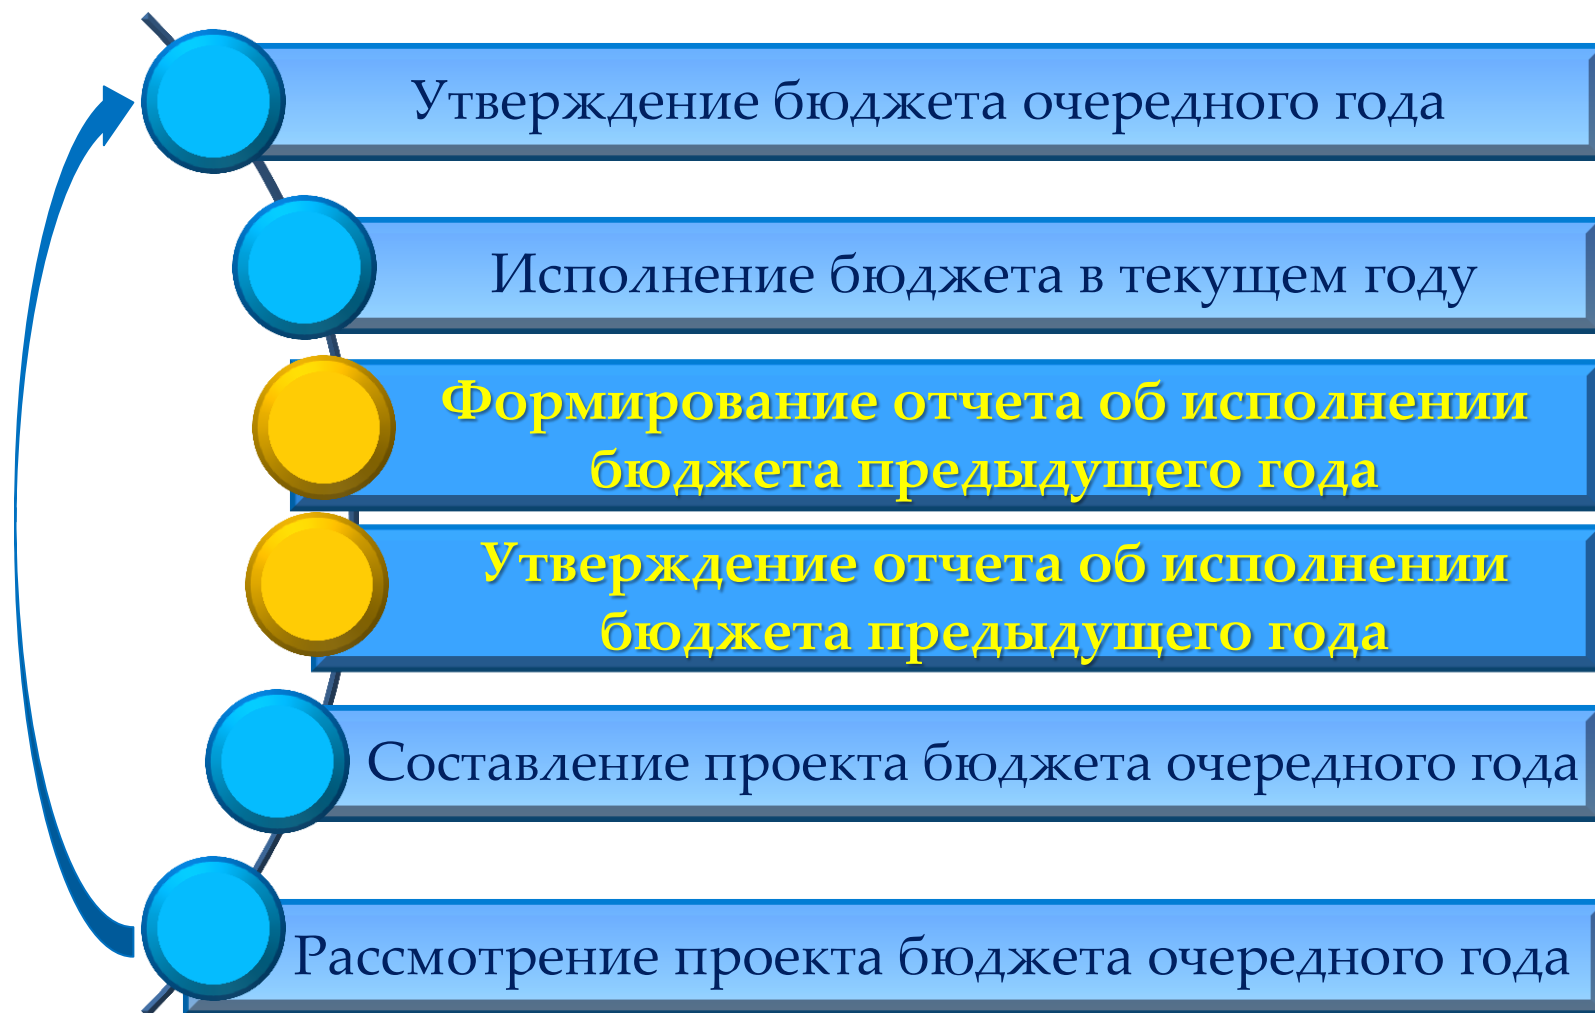 Утверждение бюджета очередного года
Исполнение бюджета в текущем году
Формирование отчета об исполнении
бюджета предыдущего года
Утверждение отчета об исполнении
бюджета предыдущего года
Составление проекта бюджета очередного года
Рассмотрение проекта бюджета очередного года